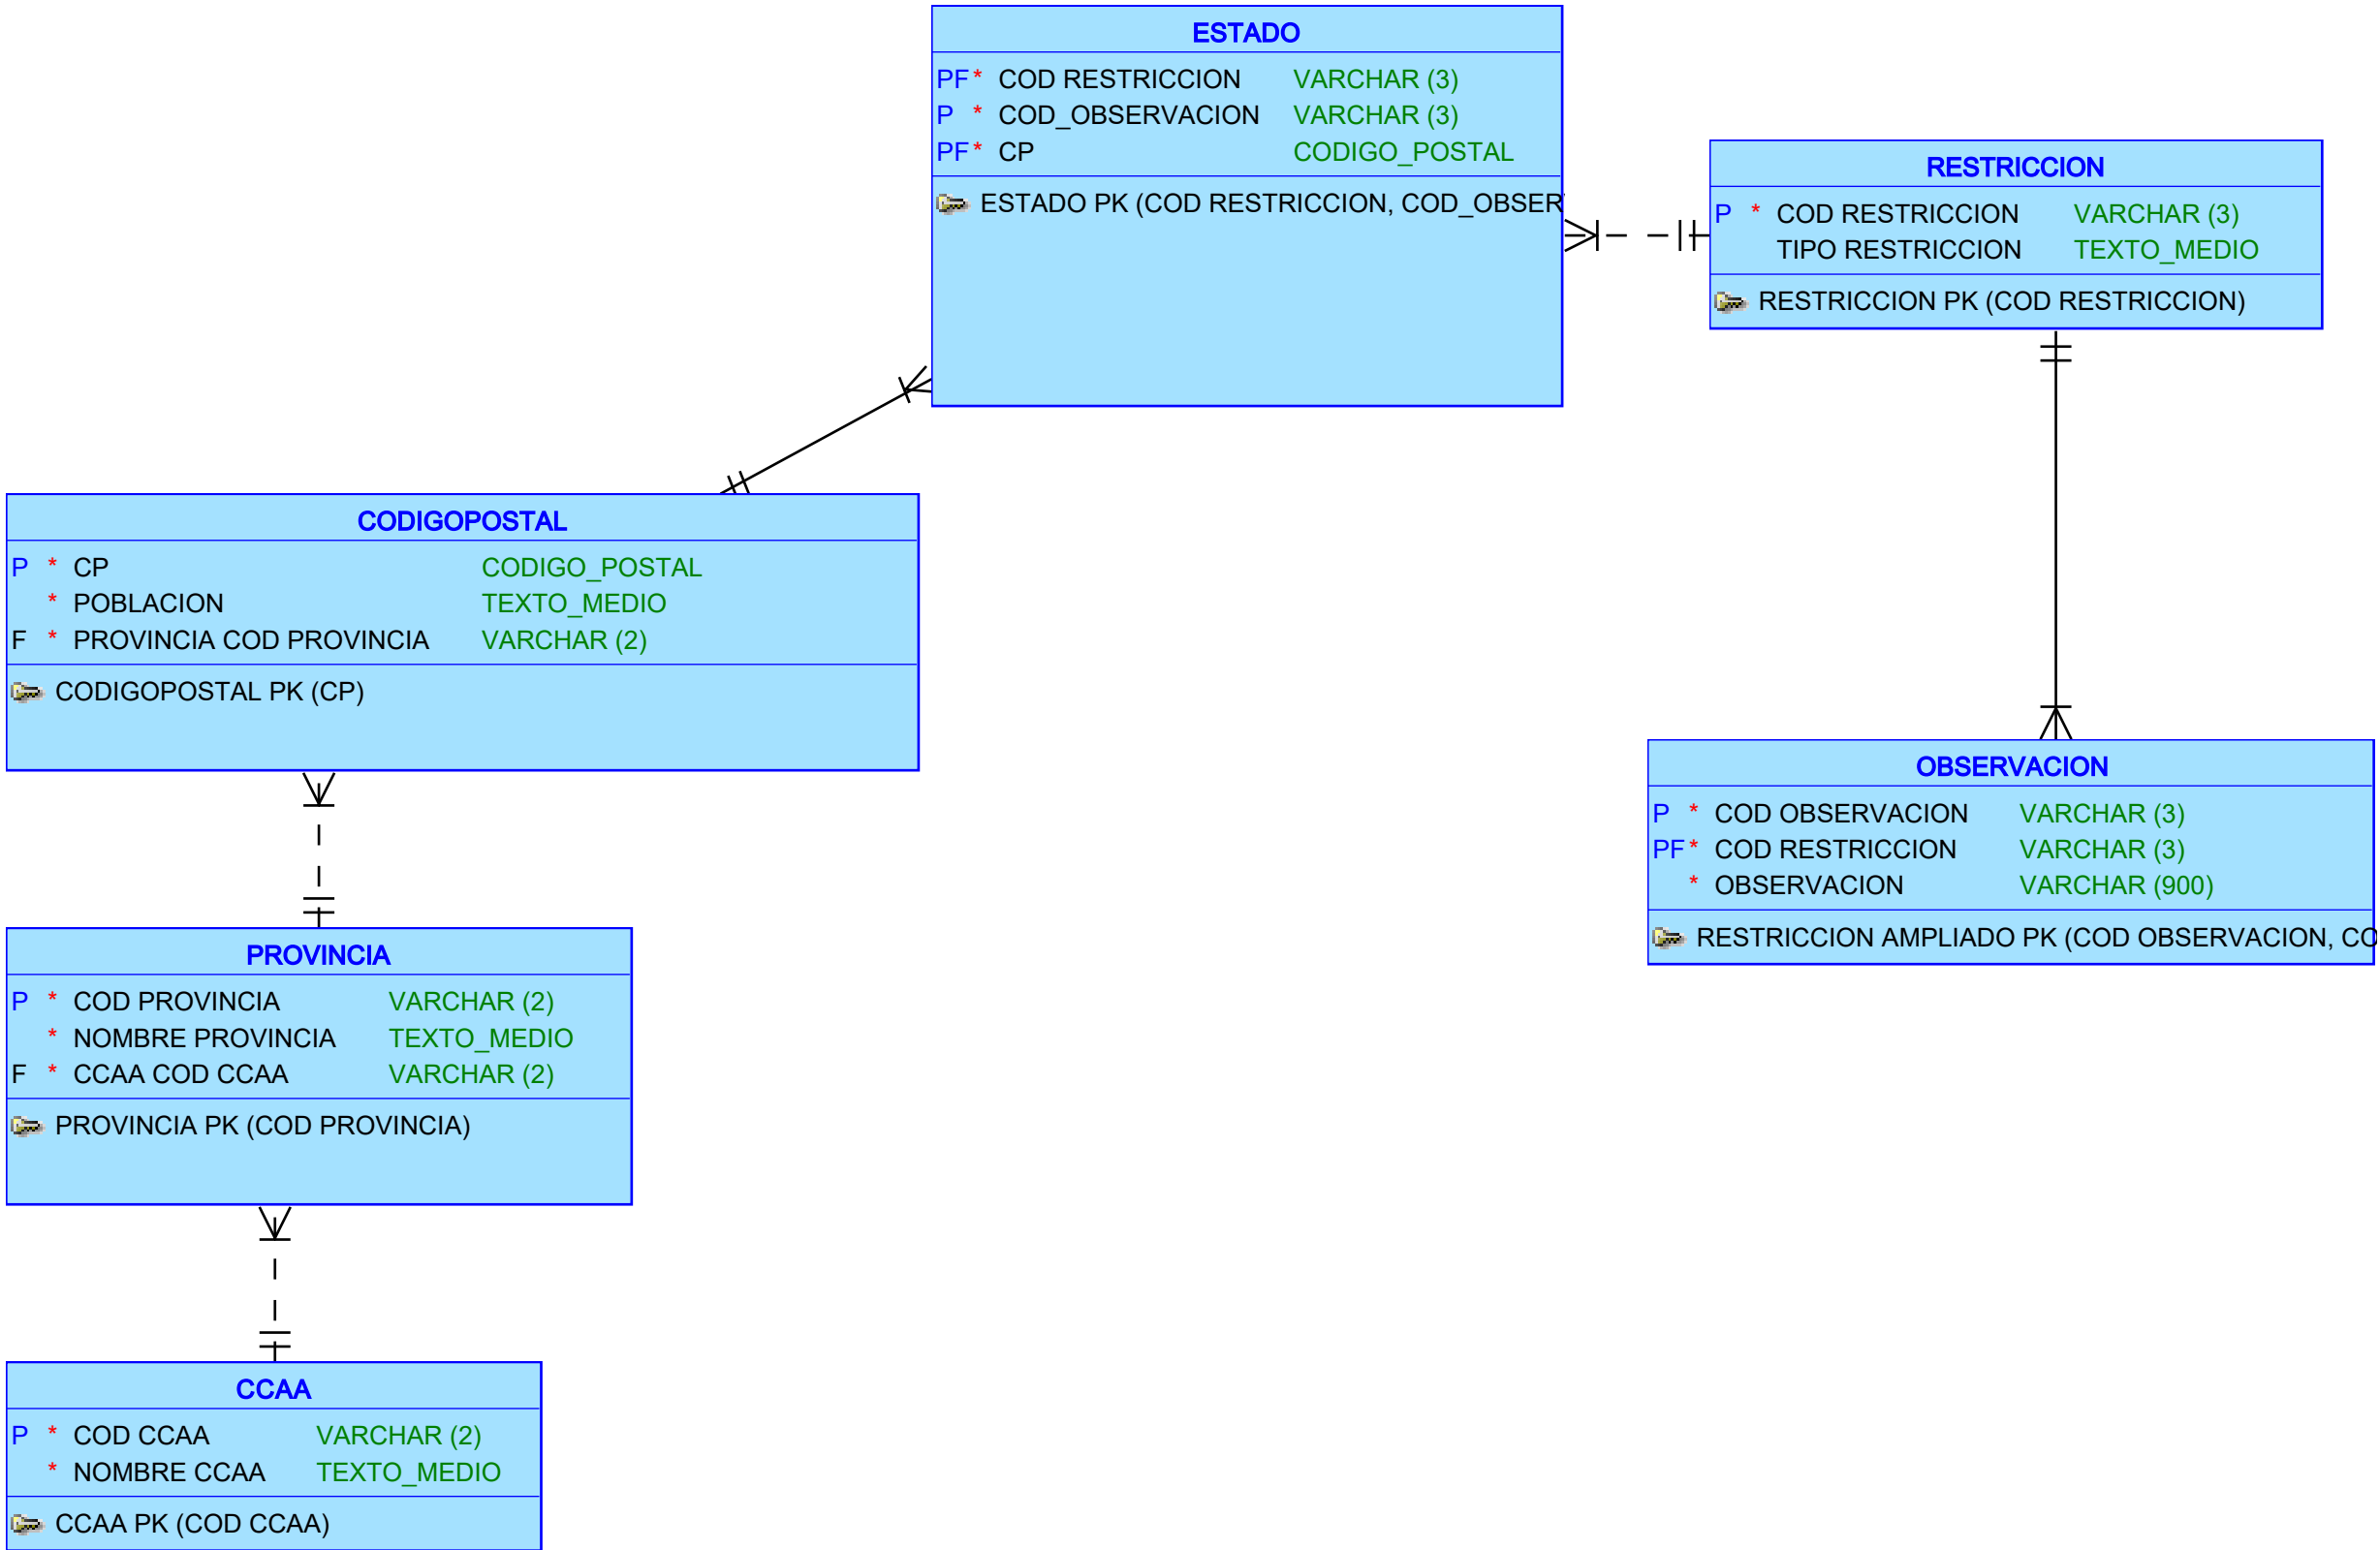 ESTADO
PF * COD RESTRICCION VARCHAR (3)
P * COD_OBSERVACION VARCHAR (3)
PF * CP CODIGO_POSTAL
ESTADO PK (COD RESTRICCION, COD_OBSER
RESTRICCION
P * COD RESTRICCION VARCHAR (3)
TIPO RESTRICCION TEXTO_MEDIO
RESTRICCION PK (COD RESTRICCION)
CODIGOPOSTAL
P * CP CODIGO_POSTAL
* POBLACION TEXTO_MEDIO
F * PROVINCIA COD PROVINCIA VARCHAR (2)
CODIGOPOSTAL PK (CP)
OBSERVACION
P * COD OBSERVACION VARCHAR (3)
PF * COD RESTRICCION VARCHAR (3)
* OBSERVACION VARCHAR (900)
RESTRICCION AMPLIADO PK (COD OBSERVACION, CO
PROVINCIA
P * COD PROVINCIA VARCHAR (2)
* NOMBRE PROVINCIA TEXTO_MEDIO
F * CCAA COD CCAA VARCHAR (2)
PROVINCIA PK (COD PROVINCIA)
CCAA
P * COD CCAA VARCHAR (2)
* NOMBRE CCAA TEXTO_MEDIO
CCAA PK (COD CCAA)